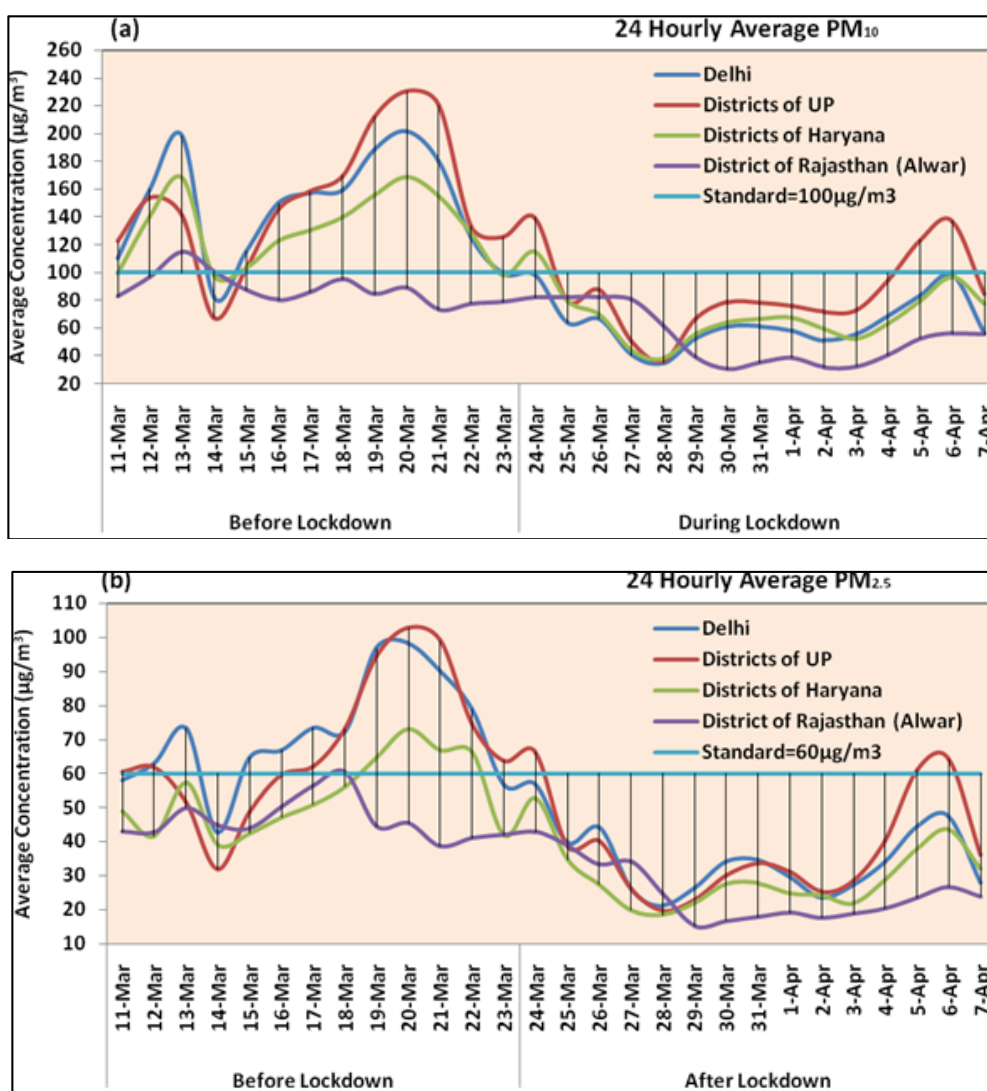 (a)
24 Hourly Average PM10
Average Concentration (µg/m³)
260
240
220
200
180
160
140
120
100
80
60
40
20
Delhi
Districts of UP
Districts of Haryana
District of Rajasthan (Alwar)
Standard=100µg/m3
11-Mar
12-Mar
13-Mar
14-Mar
15-Mar
16-Mar
17-Mar
18-Mar
19-Mar
20-Mar
21-Mar
22-Mar
23-Mar
24-Mar
25-Mar
26-Mar
27-Mar
28-Mar
29-Mar
30-Mar
31-Mar
1-Apr
2-Apr
3-Apr
4-Apr
5-Apr
6-Apr
7-Apr
Before Lockdown
During Lockdown
(b)
24 Hourly Average PM2.5
Average Concentration (µg/m³)
110
100
90
80
70
60
50
40
30
20
10
Delhi
Districts of UP
Districts of Haryana
District of Rajasthan (Alwar)
Standard=60µg/m3
11-Mar
12-Mar
13-Mar
14-Mar
15-Mar
16-Mar
17-Mar
18-Mar
19-Mar
20-Mar
21-Mar
22-Mar
23-Mar
24-Mar
25-Mar
26-Mar
27-Mar
28-Mar
29-Mar
30-Mar
31-Mar
1-Apr
2-Apr
3-Apr
4-Apr
5-Apr
6-Apr
7-Apr
Before Lockdown
After Lockdown